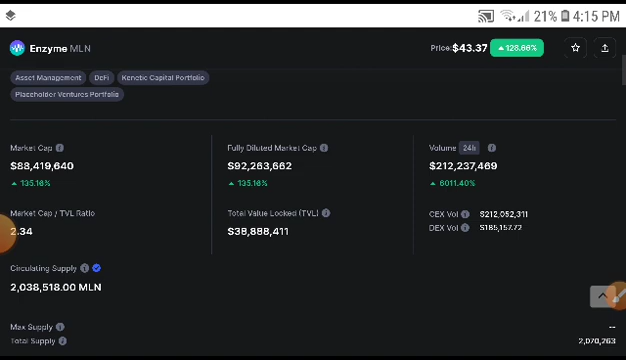 21% 4:15 PM
Enzyme MLN Price:$43.37 ▲ 128.66%
Asset Management DeFi Kenetic Capital Portfolio
Placeholder Ventures Portfolio
Market Cap Fully Diluted Market Cap Volume 24h
$88,419,640 $92,263,662 $212,237,469
▲ 135.16% ▲ 135.16% ▲ 6011.40%
Market Cap / TVL Ratio Total Value Locked (TVL) CEX Vol $212,052,311
2.34 $38,888,411 DEX Vol $185,157.72
Circulating Supply
2,038,518.00 MLN
Max Supply --
Total Supply 2,070,263